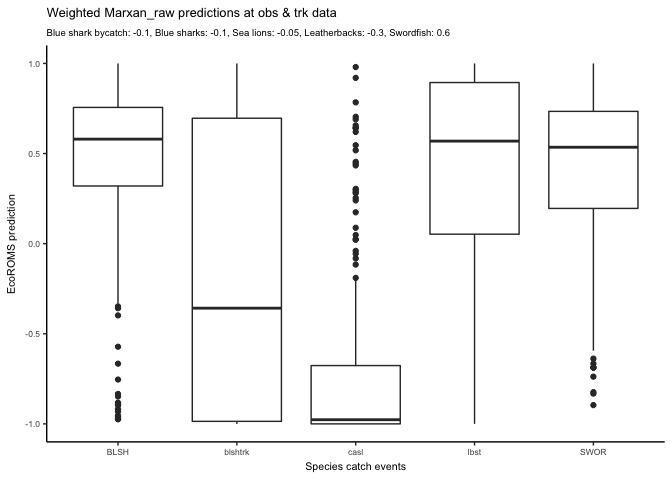 Weighted Marxan_raw predictions at obs & trk data
Blue shark bycatch: -0.1, Blue sharks: -0.1, Sea lions: -0.05, Leatherbacks: -0.3, Swordfish: 0.6
EcoROMS prediction
1.0
0.5
0.0
-0.5
-1.0
BLSH blshtrk casl lbst SWOR
Species catch events